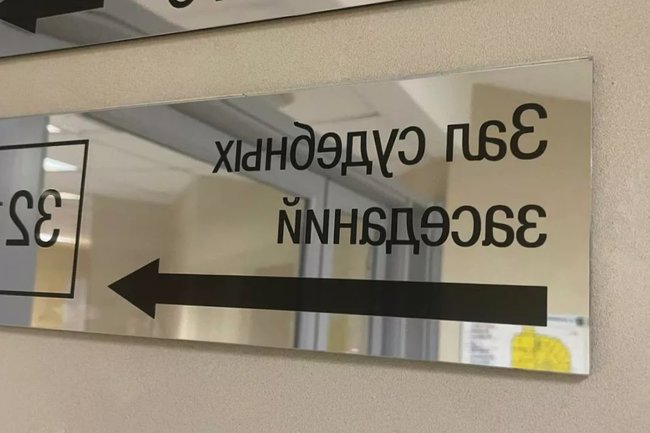 Зал судебных
заседаний
32